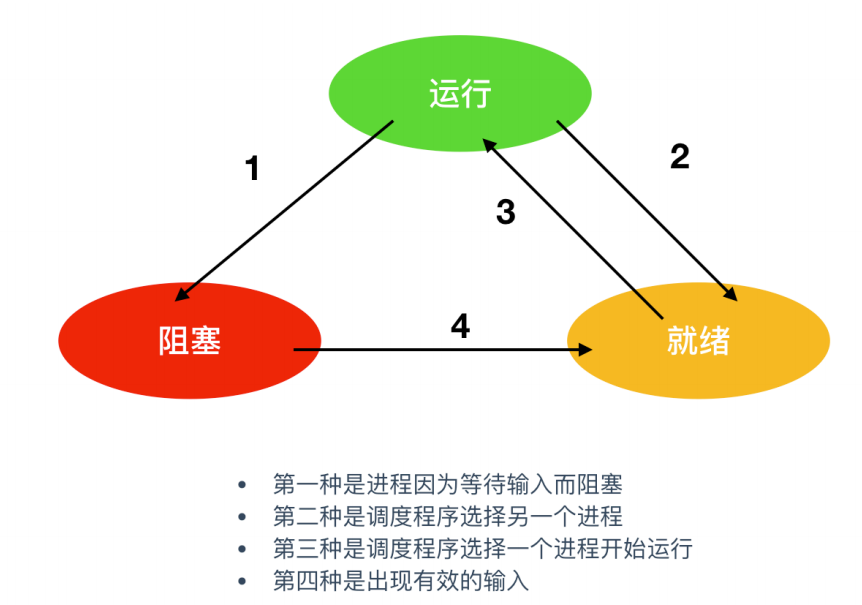 运行
1
2
3
阻塞
4
就绪
• 第一种是进程因为等待输入而阻塞
• 第二种是调度程序选择另一个进程
• 第三种是调度程序选择一个进程开始运行
• 第四种是出现有效的输入